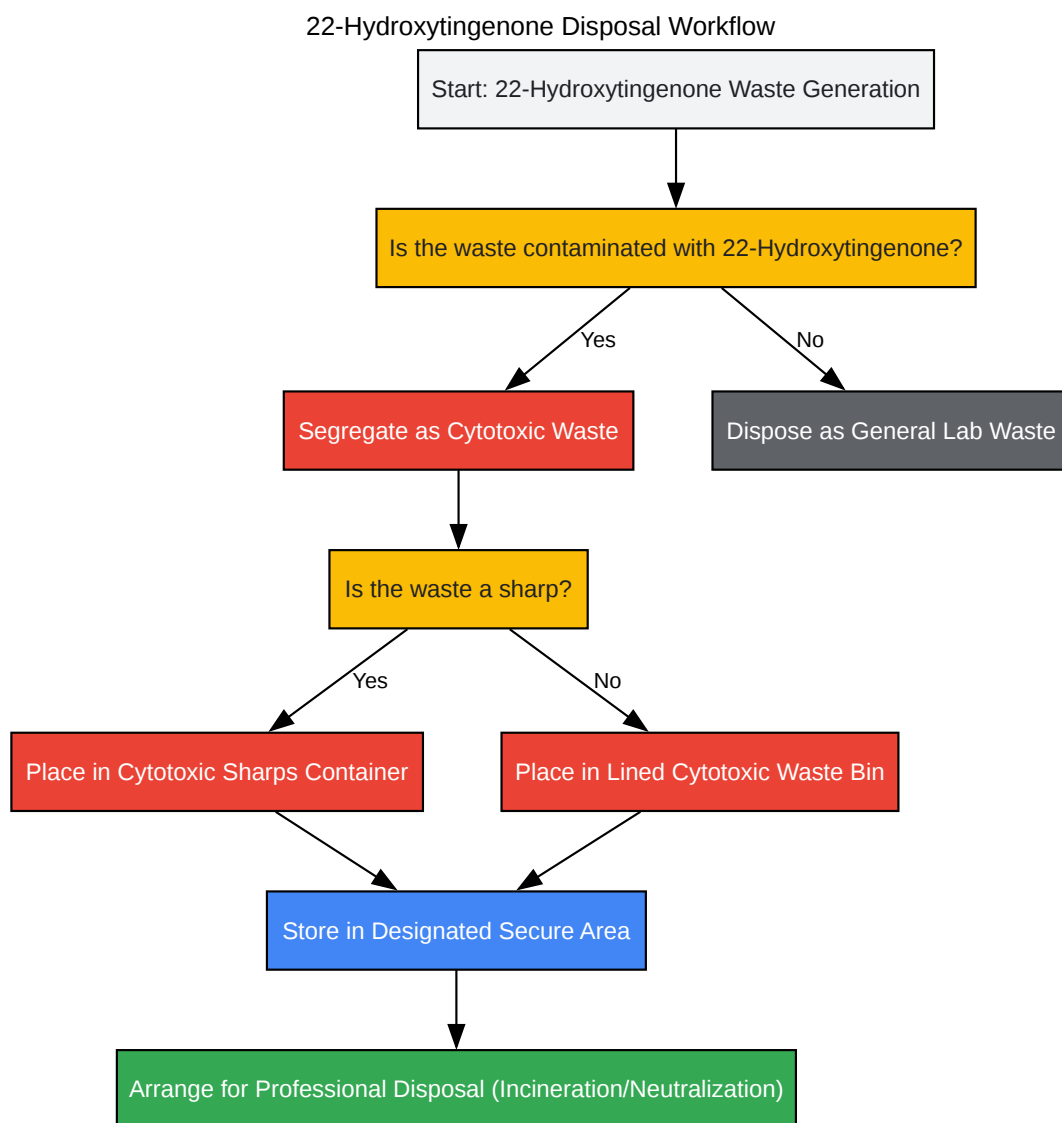 22-Hydroxytingenone Disposal Workflow
Start: 22-Hydroxytingenone Waste Generation
Is the waste contaminated with 22-Hydroxytingenone?
Yes
No
Segregate as Cytotoxic Waste
Dispose as General Lab Waste
Is the waste a sharp?
Yes
No
Place in Cytotoxic Sharps Container
Place in Lined Cytotoxic Waste Bin
Store in Designated Secure Area
Arrange for Professional Disposal (Incineration/Neutralization)